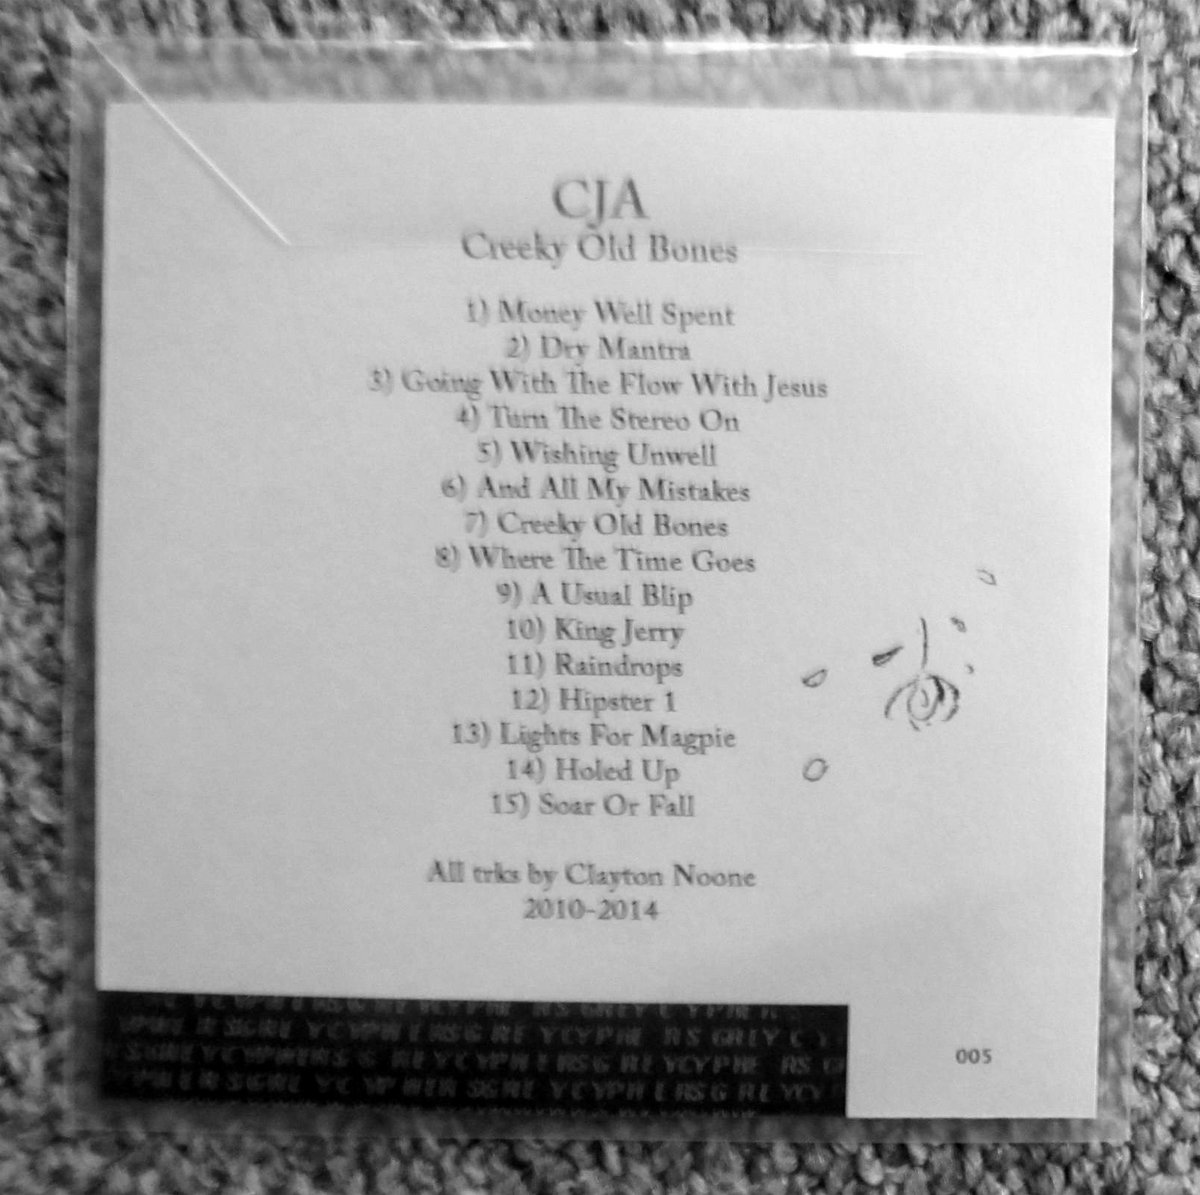 CJA
Creeky Old Bones
1) Money Well Spent
2) Dry Mantra
3) Going With The Flow With Jesus
4) Turn The Stereo On
5) Wishing Unwell
6) And All My Mistakes
7) Creeky Old Bones
8) Where The Time Goes
9) A Usual Blip
10) King Jerry
11) Raindrops
12) Hipster 1
13) Lights For Magpie
14) Holed Up
15) Soar Or Fall
All trks by Clayton Noone
2010-2014
005